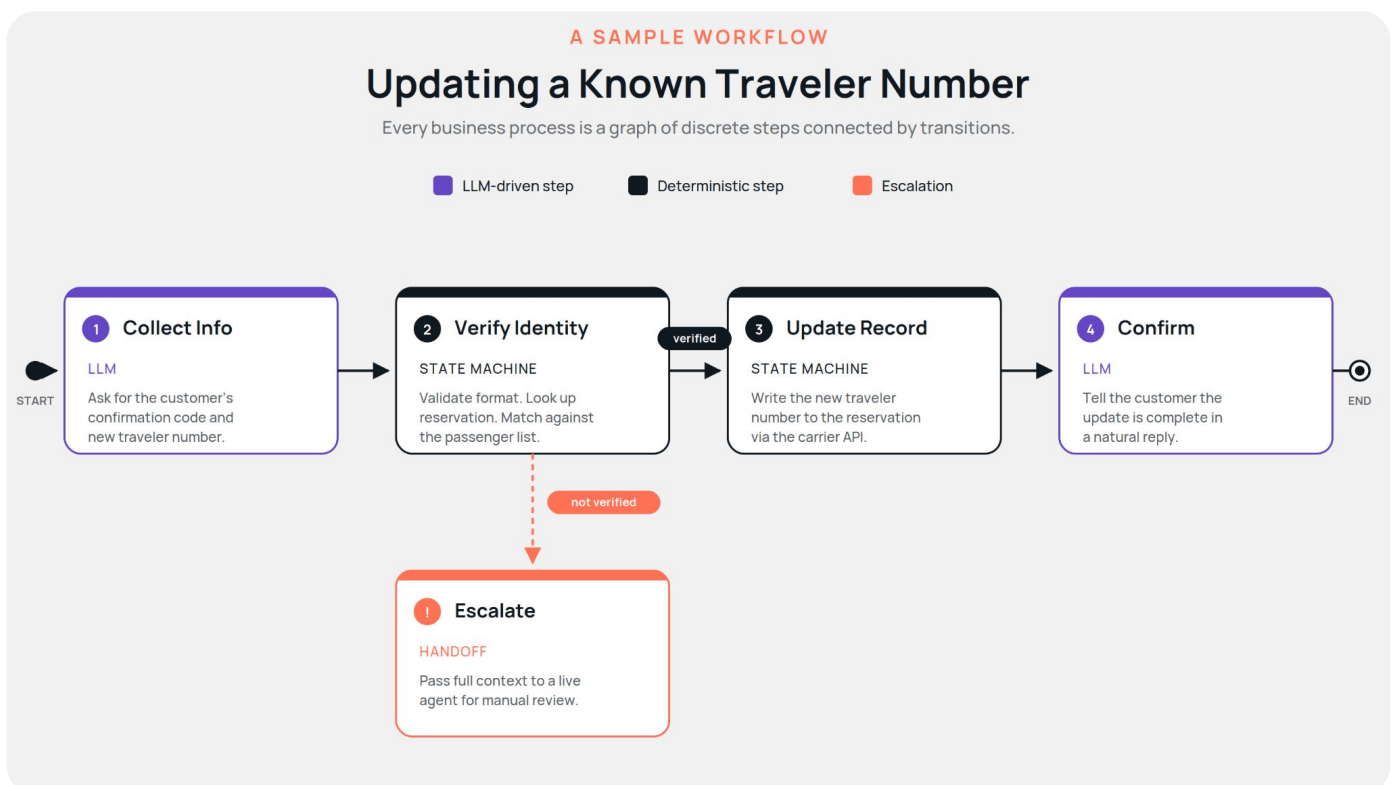 A SAMPLE WORKFLOW
Updating a Known Traveler Number
Every business process is a graph of discrete steps connected by transitions.
LLM-driven step
Deterministic step
Escalation
START
1
Collect Info
LLM
Ask for the customer's
confirmation code and
new traveler number.
2
Verify Identity
STATE MACHINE
Validate format. Look up
reservation. Match against
the passenger list.
verified
3
Update Record
STATE MACHINE
Write the new traveler
number to the reservation
via the carrier API.
4
Confirm
LLM
Tell the customer the
update is complete in
a natural reply.
END
not verified
!
Escalate
HANDOFF
Pass full context to a live
agent for manual review.